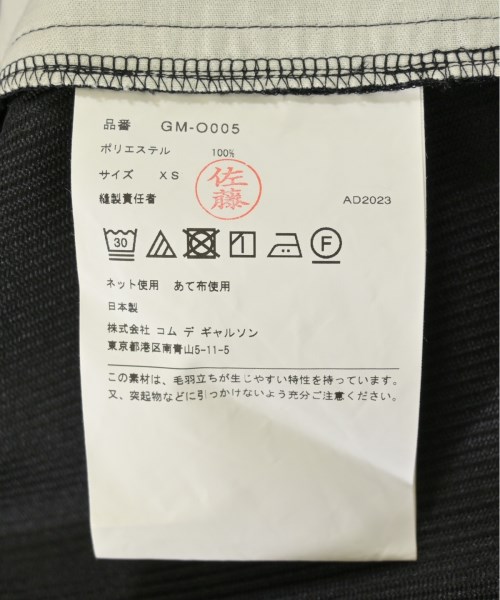 品番 GM-O005
ポリエステル 100%
サイズ XS
佐藤
縫製責任者 AD2023
30
F
ネット使用 あて布使用
日本製
株式会社 コム デ ギャルソン
東京都港区南青山5-11-5
この素材は、毛羽立ちが生じやすい特性を持っています。
又、突起物などに引っかけないよう充分ご注意ください。